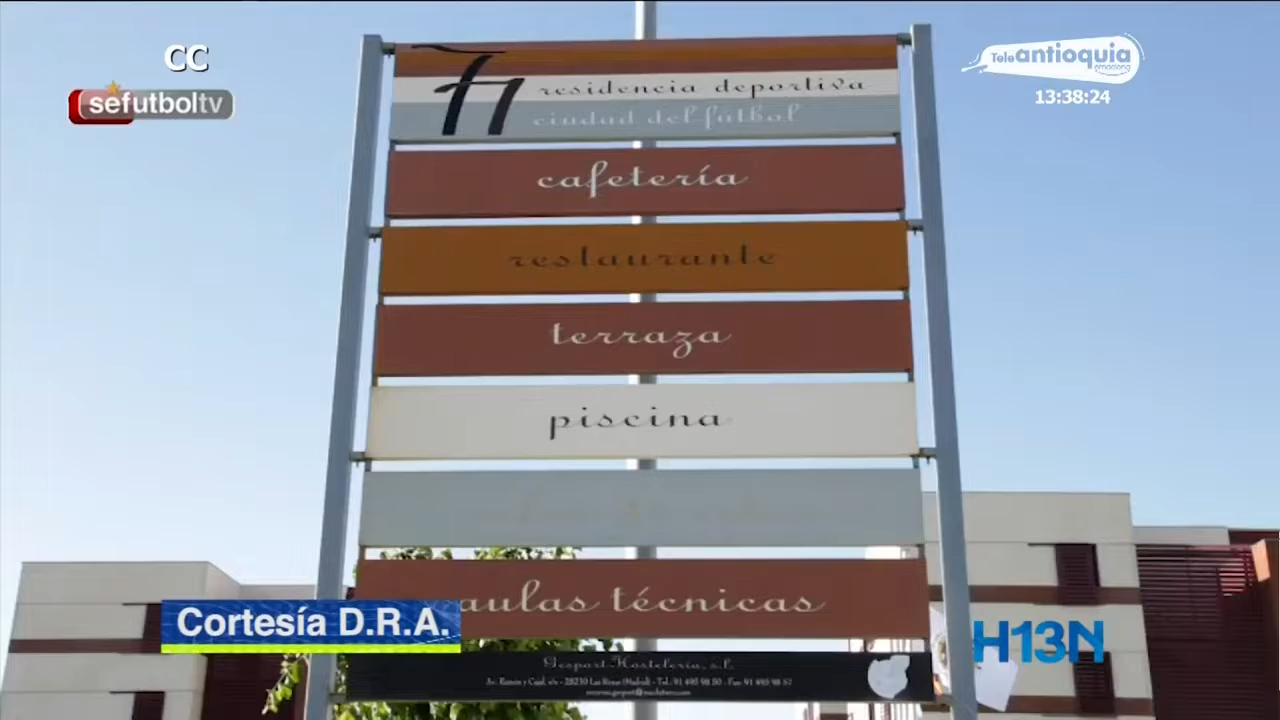 CC
sefutboltv
Teleantioquia
13:38:24
residencia deportiva
ciudad del fútbol
cafetería
restaurante
terraza
piscina
aulas técnicas
Cortesía D.R.A.
H13N
Gesport Hostelería, s.l.